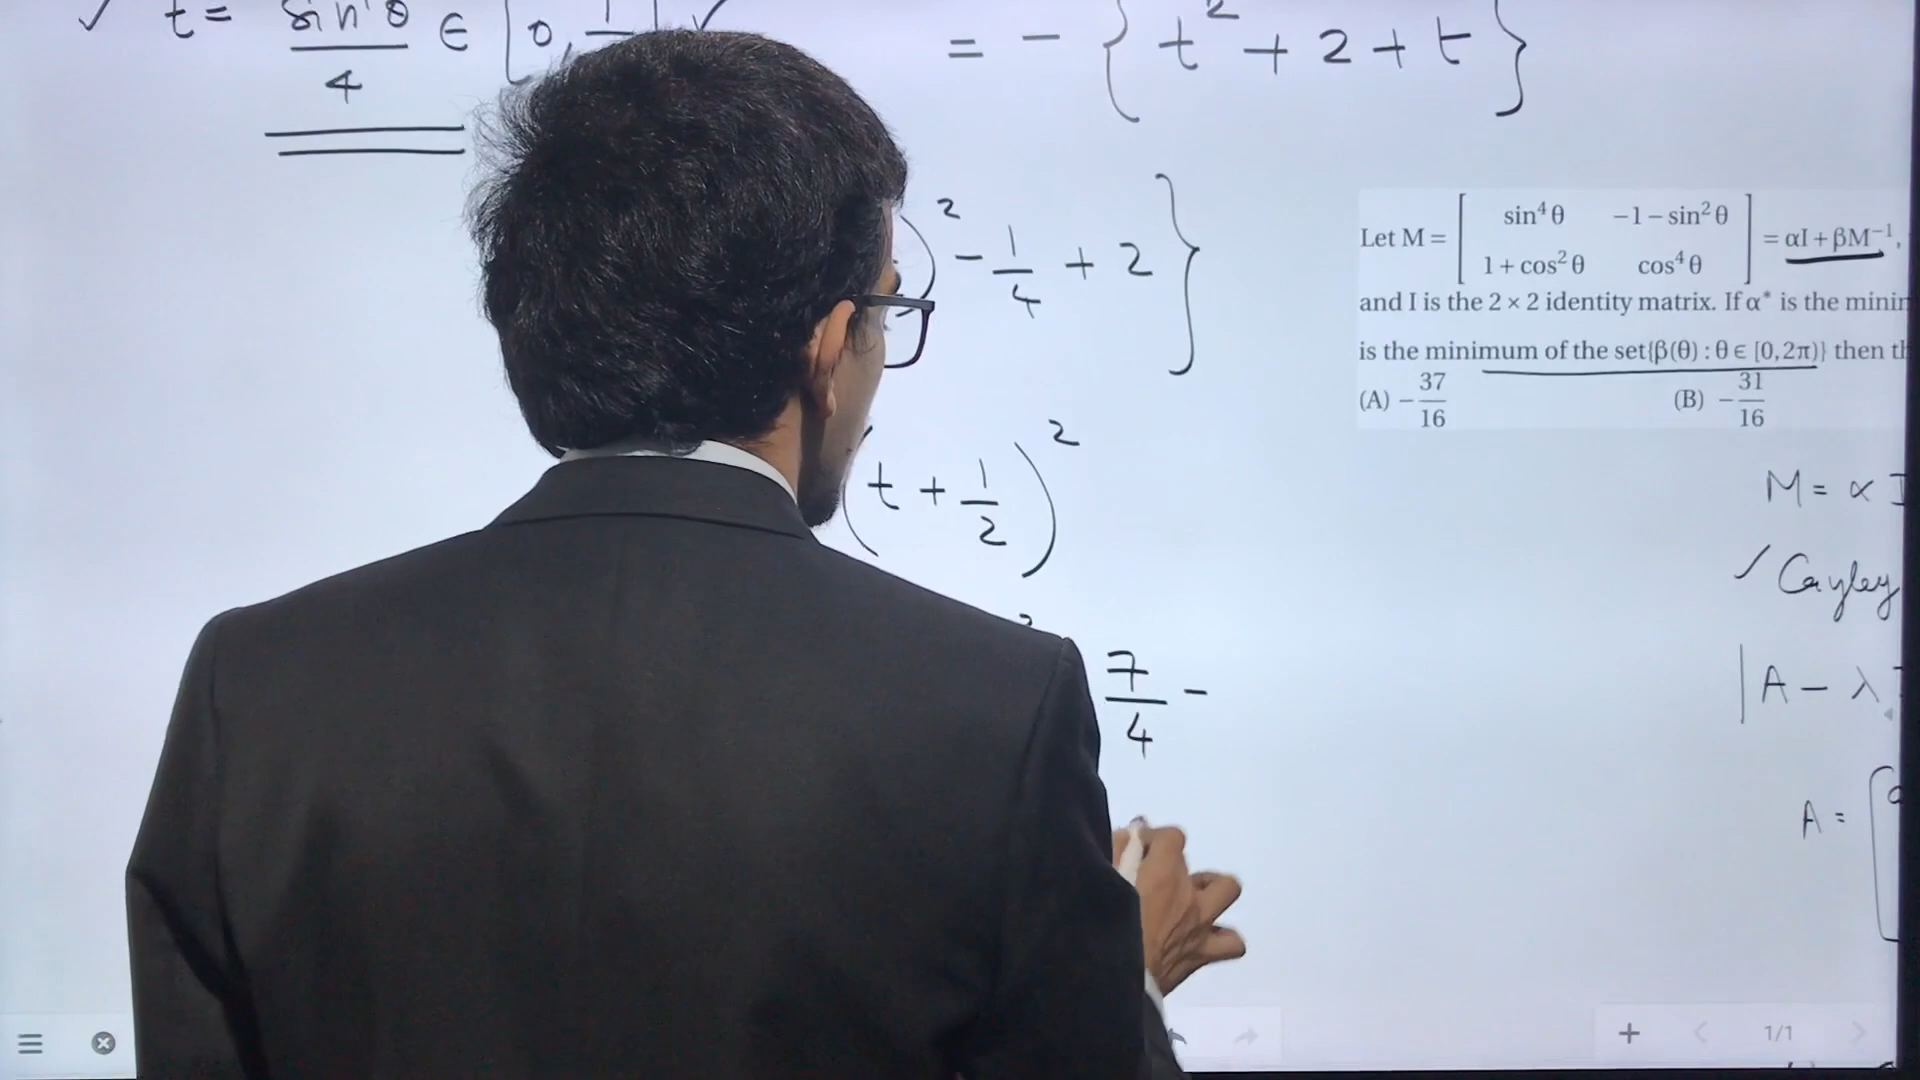 ✓ t = sin²θ/4 ∈ [0, 1/ ] ✓
= - { t² + 2 + t }
)² - 1/4 + 2 }
(t + 1/2)²
7/4 -
Let M = [ sin⁴θ −1−sin²θ
1+cos²θ cos⁴θ ] = αI+βM⁻¹,
and I is the 2 × 2 identity matrix. If α* is the
is the minimum of the set{β(θ) : θ ∈ [0,2π)} then
(A) −37/16 (B) −31/16
M = α I
✓ Cayley
|A - λ
A = [
1/1